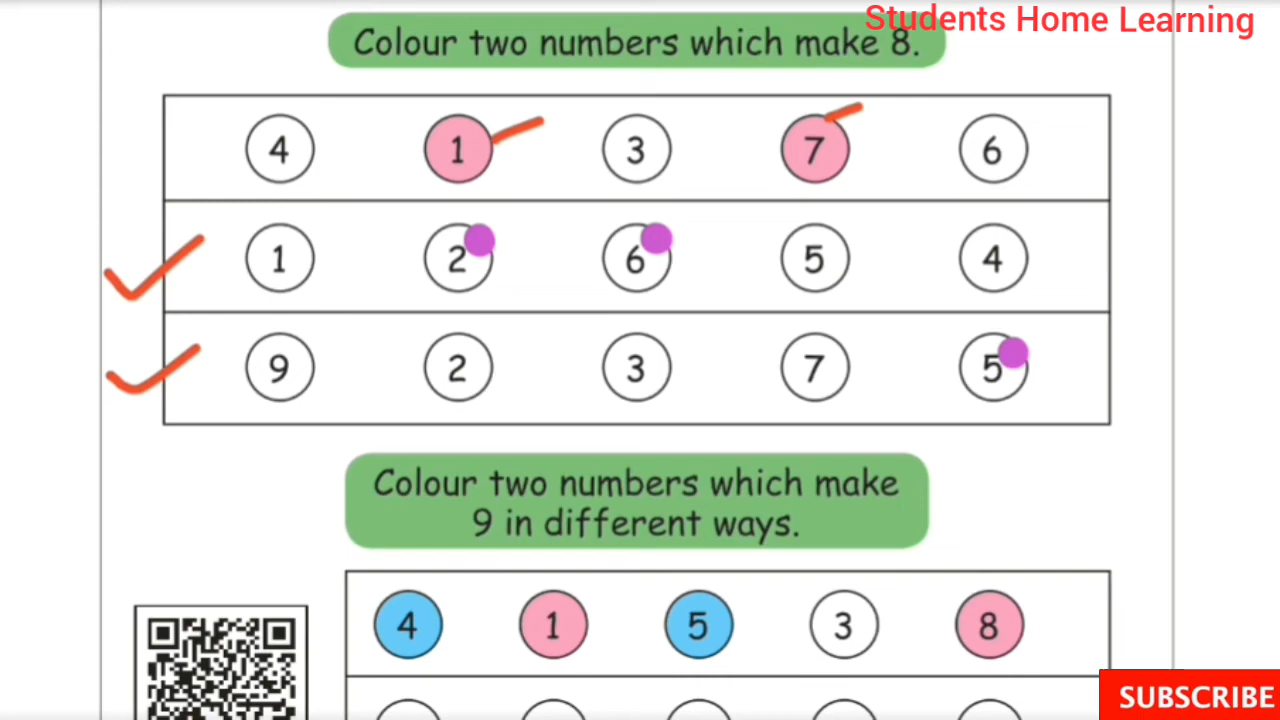 Students Home Learning
Colour two numbers which make 8.
4 1 3 7 6
1 2 6 5 4
9 2 3 7 5
Colour two numbers which make
9 in different ways.
4 1 5 3 8
SUBSCRIBE